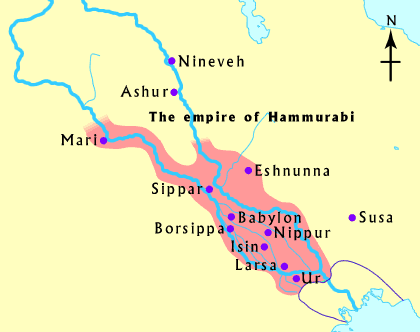 N
Nineveh
Ashur
The empire of Hammurabi
Mari
Eshnunna
Sippar
Babylon
Susa
Borsippa
Nippur
Isin
Larsa
Ur